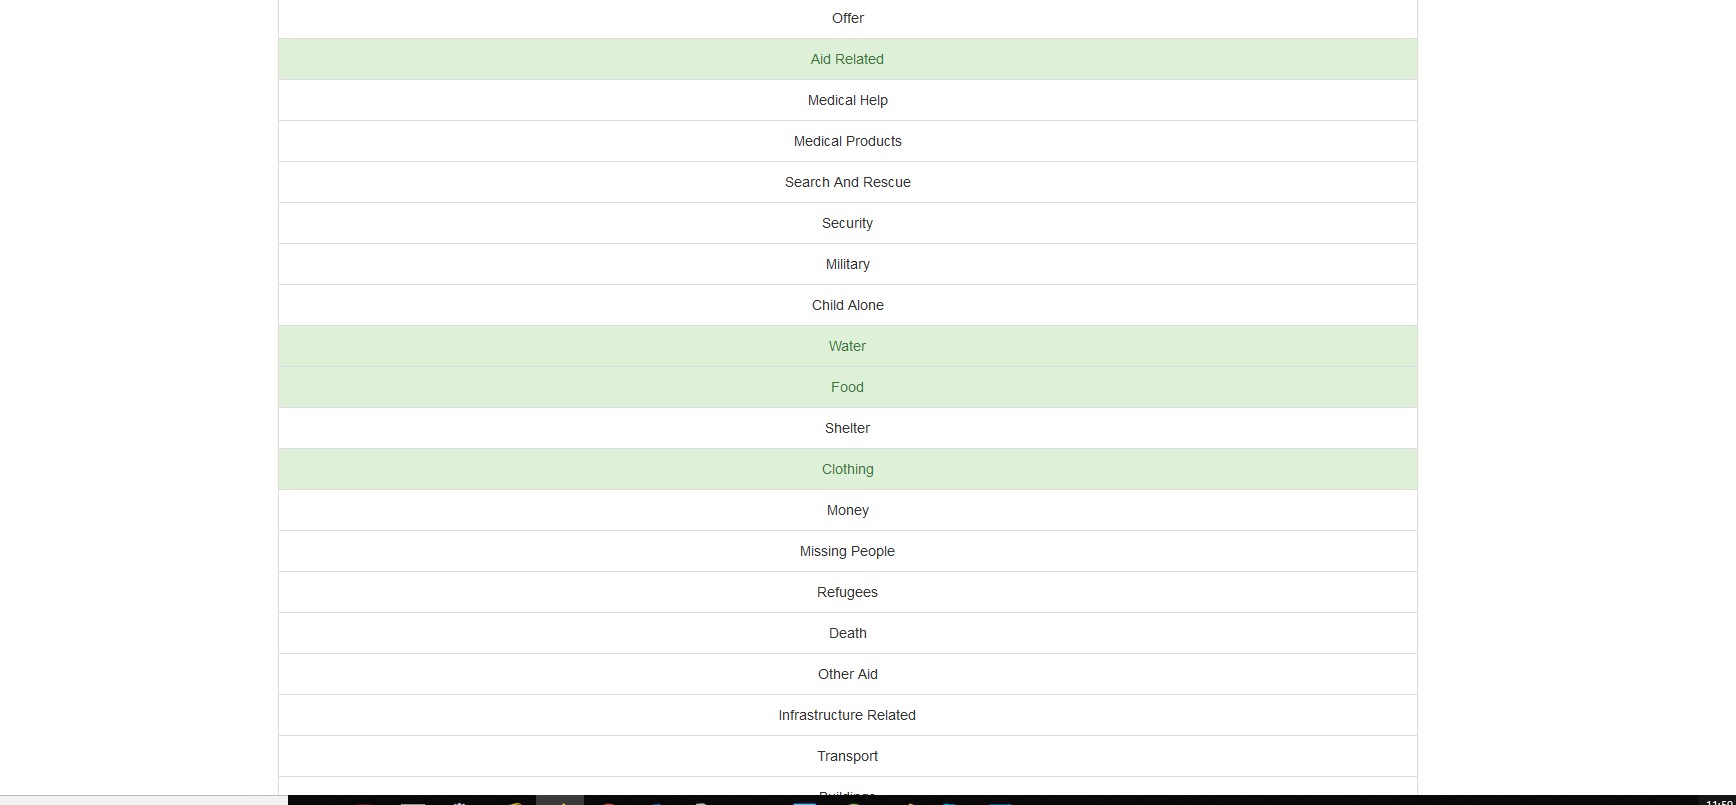 Offer
Aid Related
Medical Help
Medical Products
Search And Rescue
Security
Military
Child Alone
Water
Food
Shelter
Clothing
Money
Missing People
Refugees
Death
Other Aid
Infrastructure Related
Transport
Buildings